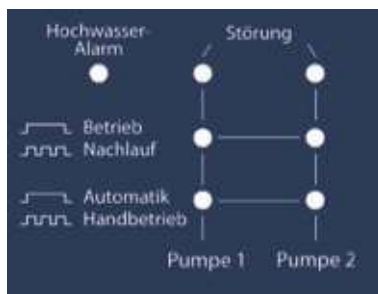 Hochwasser-
Alarm
Störung
Betrieb
Nachlauf
Automatik
Handbetrieb
Pumpe 1 Pumpe 2